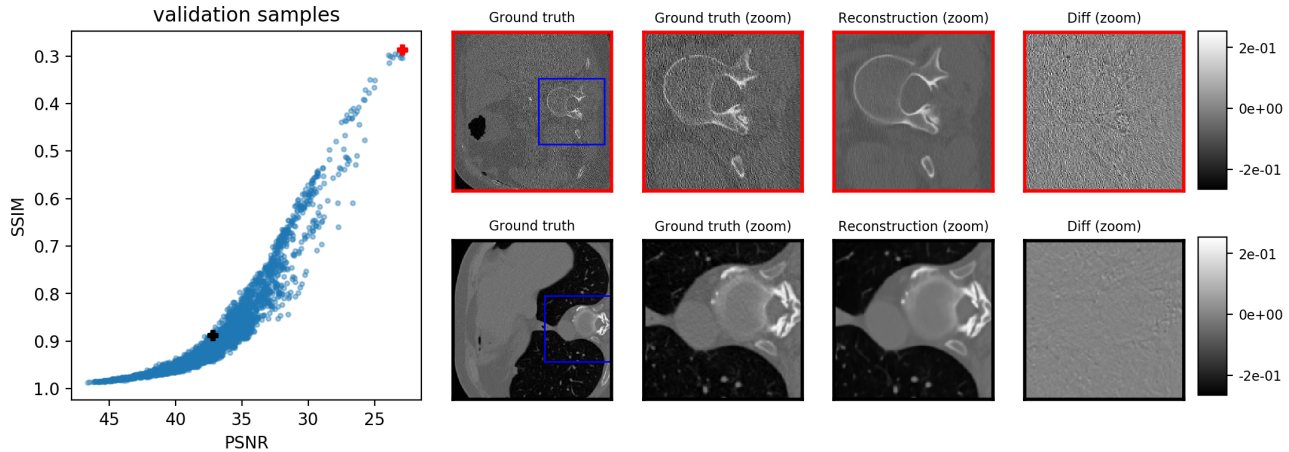 validation samples
SSIM
0.3
0.4
0.5
0.6
0.7
0.8
0.9
1.0
45
40
35
30
25
PSNR
Ground truth
Ground truth (zoom)
Reconstruction (zoom)
Diff (zoom)
2e-01
0e+00
-2e-01
Ground truth
Ground truth (zoom)
Reconstruction (zoom)
Diff (zoom)
2e-01
0e+00
-2e-01